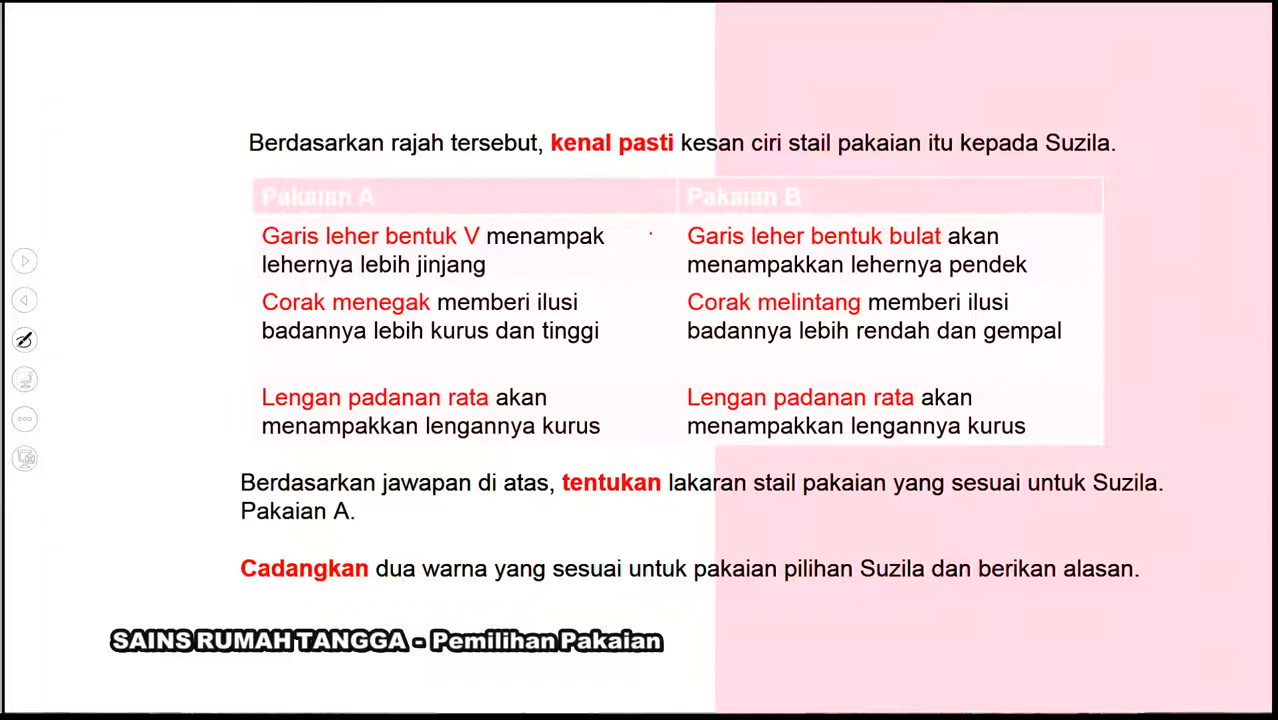 Berdasarkan rajah tersebut, kenal pasti kesan ciri stail pakaian itu kepada Suzila.
Pakaian A
Pakaian B
Garis leher bentuk V menampak
lehernya lebih jinjang
Garis leher bentuk bulat akan
menampakkan lehernya pendek
Corak menegak memberi ilusi
badannya lebih kurus dan tinggi
Corak melintang memberi ilusi
badannya lebih rendah dan gempal
Lengan padanan rata akan
menampakkan lengannya kurus
Lengan padanan rata akan
menampakkan lengannya kurus
Berdasarkan jawapan di atas, tentukan lakaran stail pakaian yang sesuai untuk Suzila.
Pakaian A.
Cadangkan dua warna yang sesuai untuk pakaian pilihan Suzila dan berikan alasan.
SAINS RUMAHTANGGA - Pemilihan Pakaian